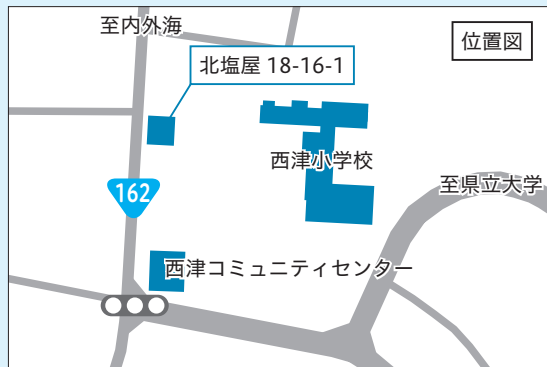 至内外海
位置図
北塩屋 18-16-1
西津小学校
至県立大学
162
西津コミュニティセンター